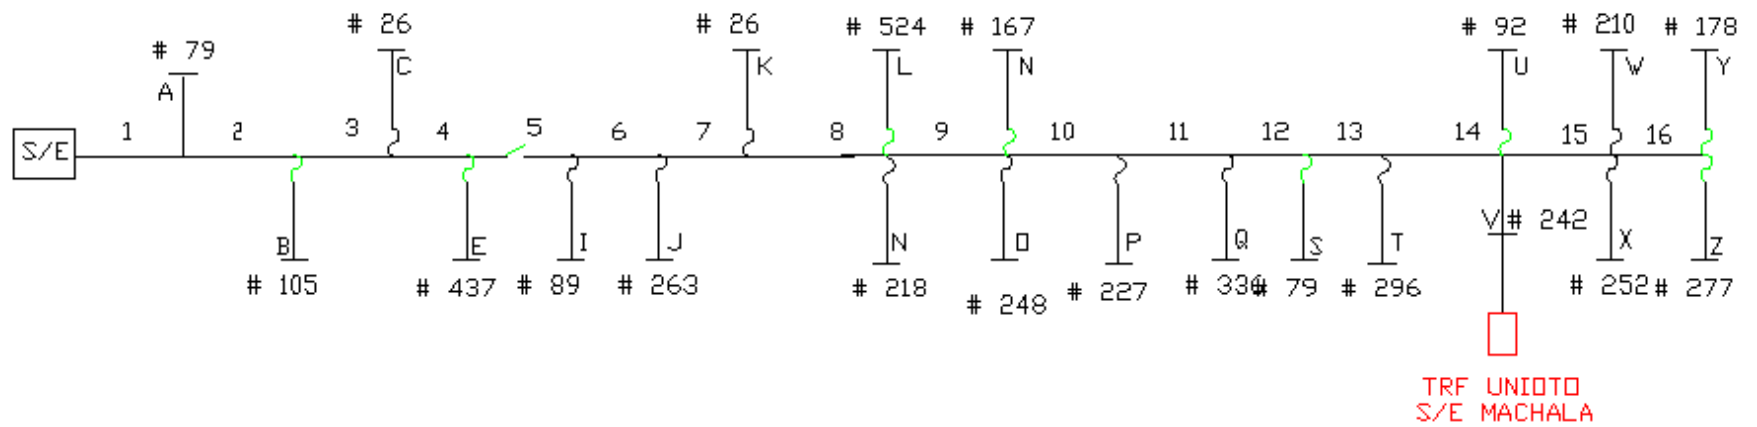 # 79
A
# 26
C
# 26
K
# 524
L
# 167
N
# 92
U
# 210
W
# 178
Y
S/E
1
2
3
4
5
6
7
8
9
10
11
12
13
14
15
16
B
# 105
E
# 437
I
# 89
J
# 263
N
# 218
O
# 248
P
# 227
Q
# 336
S
# 79
T
# 296
V # 242
X
# 252
Z
# 277
TRF UNIOTO
S/E MACHALA